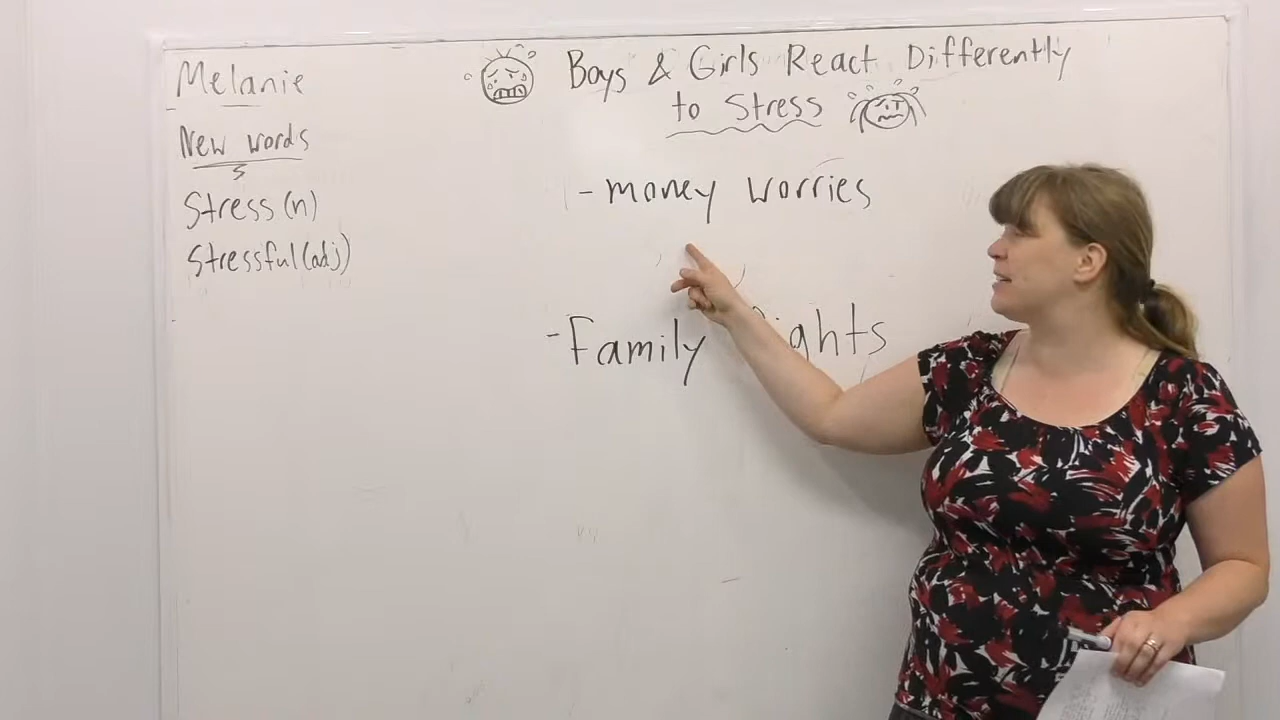 Melanie
Boys & Girls React Differently
to Stress
New words
Stress (n)
Stressful (adj)
- money worries
- Family